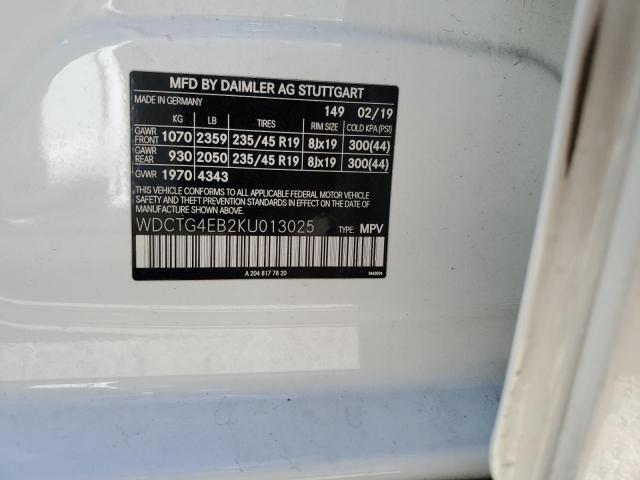 MFD BY DAIMLER AG STUTTGART
MADE IN GERMANY 149 02/19
KG LB TIRES RIM SIZE COLD KPA(PSI)
GAWR FRONT 1070 2359 235/45 R19 8Jx19 300(44)
GAWR REAR 930 2050 235/45 R19 8Jx19 300(44)
GVWR 1970 4343
THIS VEHICLE CONFORMS TO ALL APPLICABLE FEDERAL MOTOR VEHICLE
SAFETY AND THEFT PREVENTION STANDARDS IN EFFECT ON THE DATE
OF MANUFACTURE SHOWN ABOVE.
WDCTG4EB2KU013025 TYPE: MPV
A 204 817 78 20